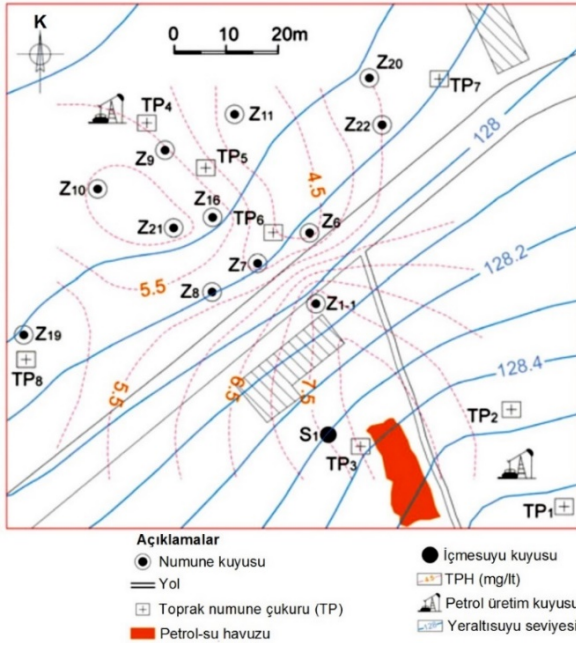 K
0 10 20m
Z20
TP7
TP4
Z11
Z22
128
Z9
TP5
Z10
4.5
Z16
Z21
TP6
Z6
128.2
Z7
5.5
Z8
Z1-1
Z19
TP8
5.5
6.5
7.5
128.4
TP2
S1
TP3
TP1
Açıklamalar
Numune kuyusu
Yol
Toprak numune çukuru (TP)
Petrol-su havuzu
İçmesuyu kuyusu
TPH (mg/lt)
Petrol üretim kuyusu
Yeraltısuyu seviyesi